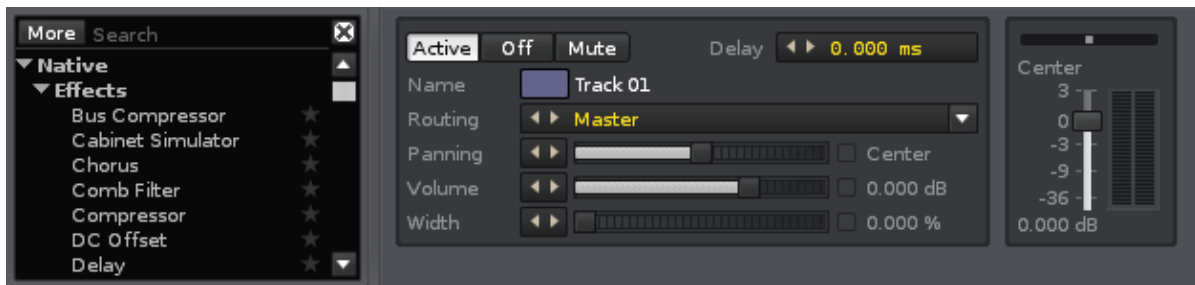 More Search
Native
Effects
Bus Compressor
Cabinet Simulator
Chorus
Comb Filter
Compressor
DC Offset
Delay
Active Off Mute Delay 0.000 ms
Name Track 01
Routing Master
Panning Center
Volume 0.000 dB
Width 0.000 %
Center
3
0
-3
-9
-36
0.000 dB